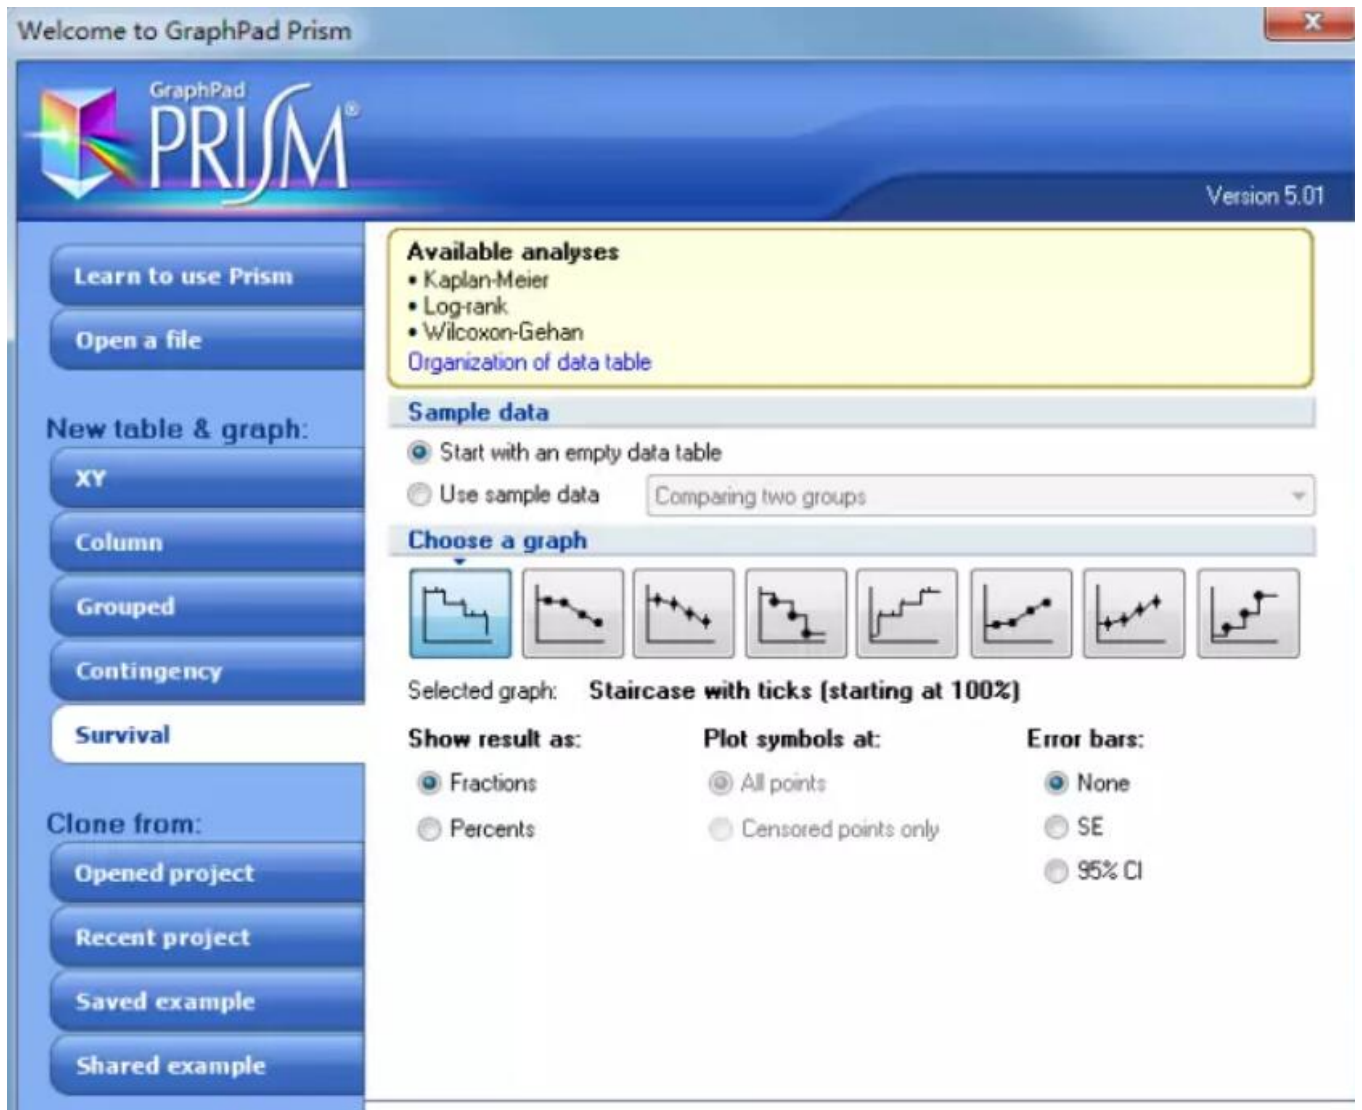 Welcome to GraphPad Prism
X
GraphPad
PRISM®
Version 5.01
Learn to use Prism
Open a file
New table & graph:
XY
Column
Grouped
Contingency
Survival
Clone from:
Opened project
Recent project
Saved example
Shared example
Available analyses
• Kaplan-Meier
• Log-rank
• Wilcoxon-Gehan
Organization of data table
Sample data
Start with an empty data table
Use sample data Comparing two groups
Choose a graph
Selected graph: Staircase with ticks (starting at 100%)
Show result as: Plot symbols at: Error bars:
Fractions All points None
Percents Censored points only SE
95% CI